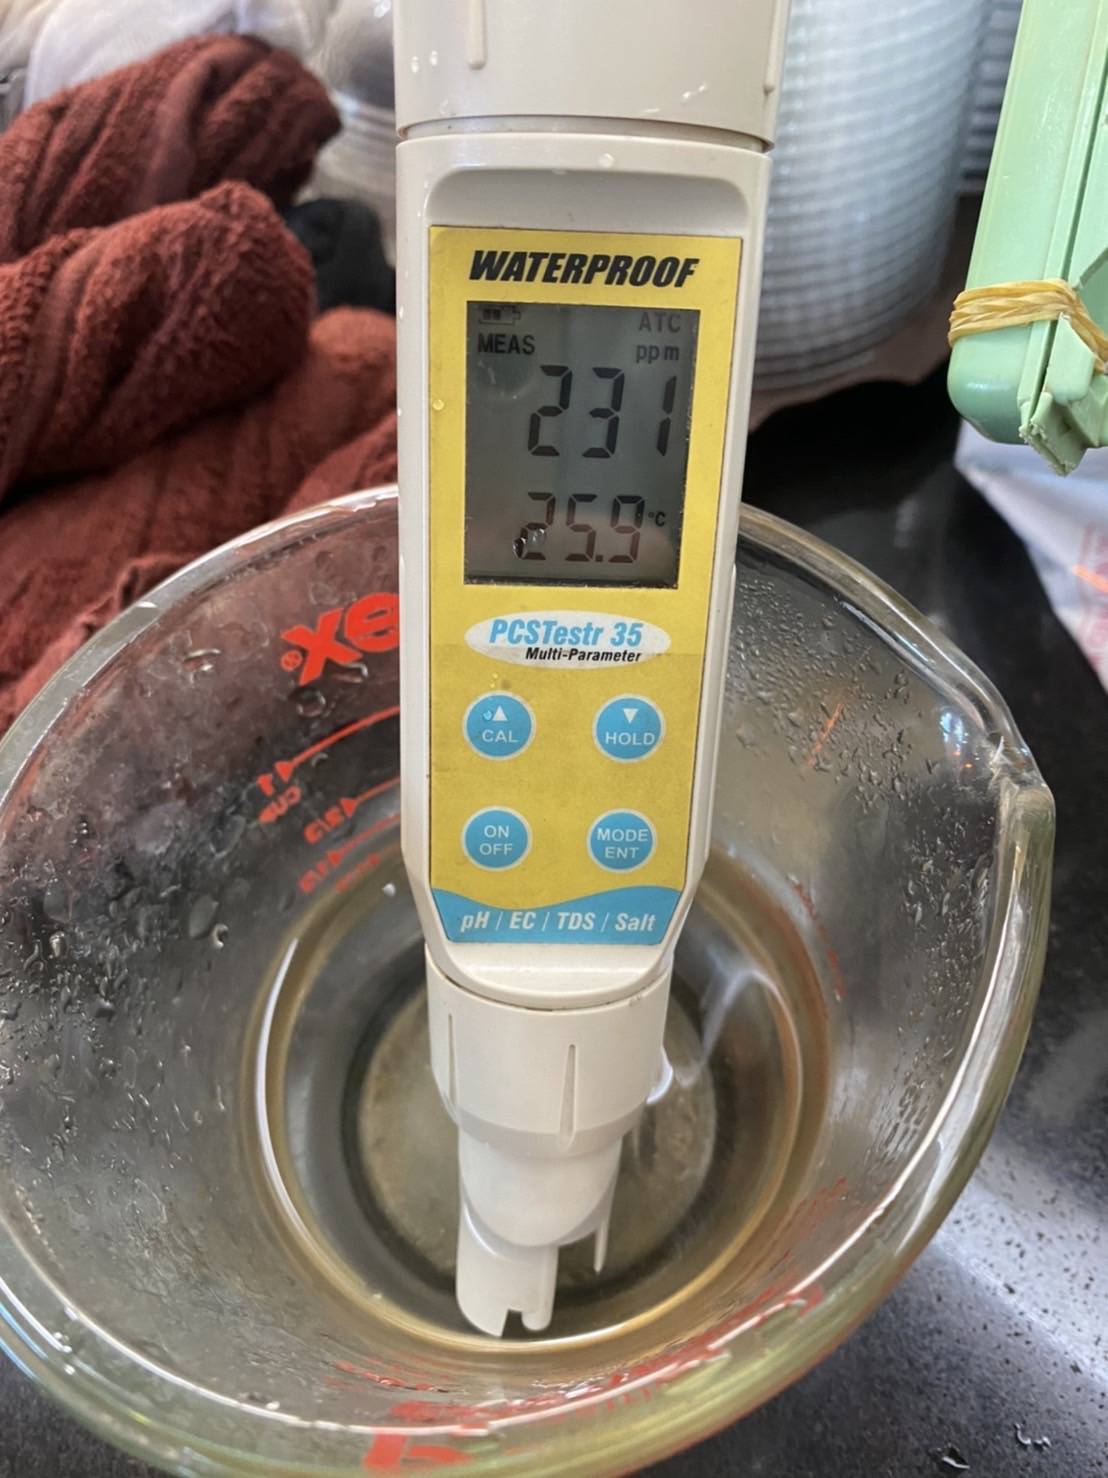 WATERPROOF
ATC
MEAS
ppm
231
25.9 °C
PCSTestr 35
Multi-Parameter
CAL
HOLD
ON
OFF
MODE
ENT
pH / EC / TDS / Salt
1
CUP